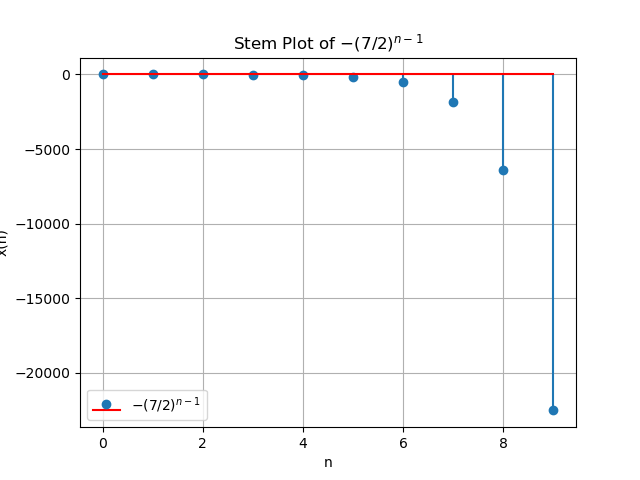 Stem Plot of $-(7/2)^{n-1}$
0
−5000
−10000
−15000
−20000
x(n)
$-(7/2)^{n-1}$
0 2 4 6 8
n